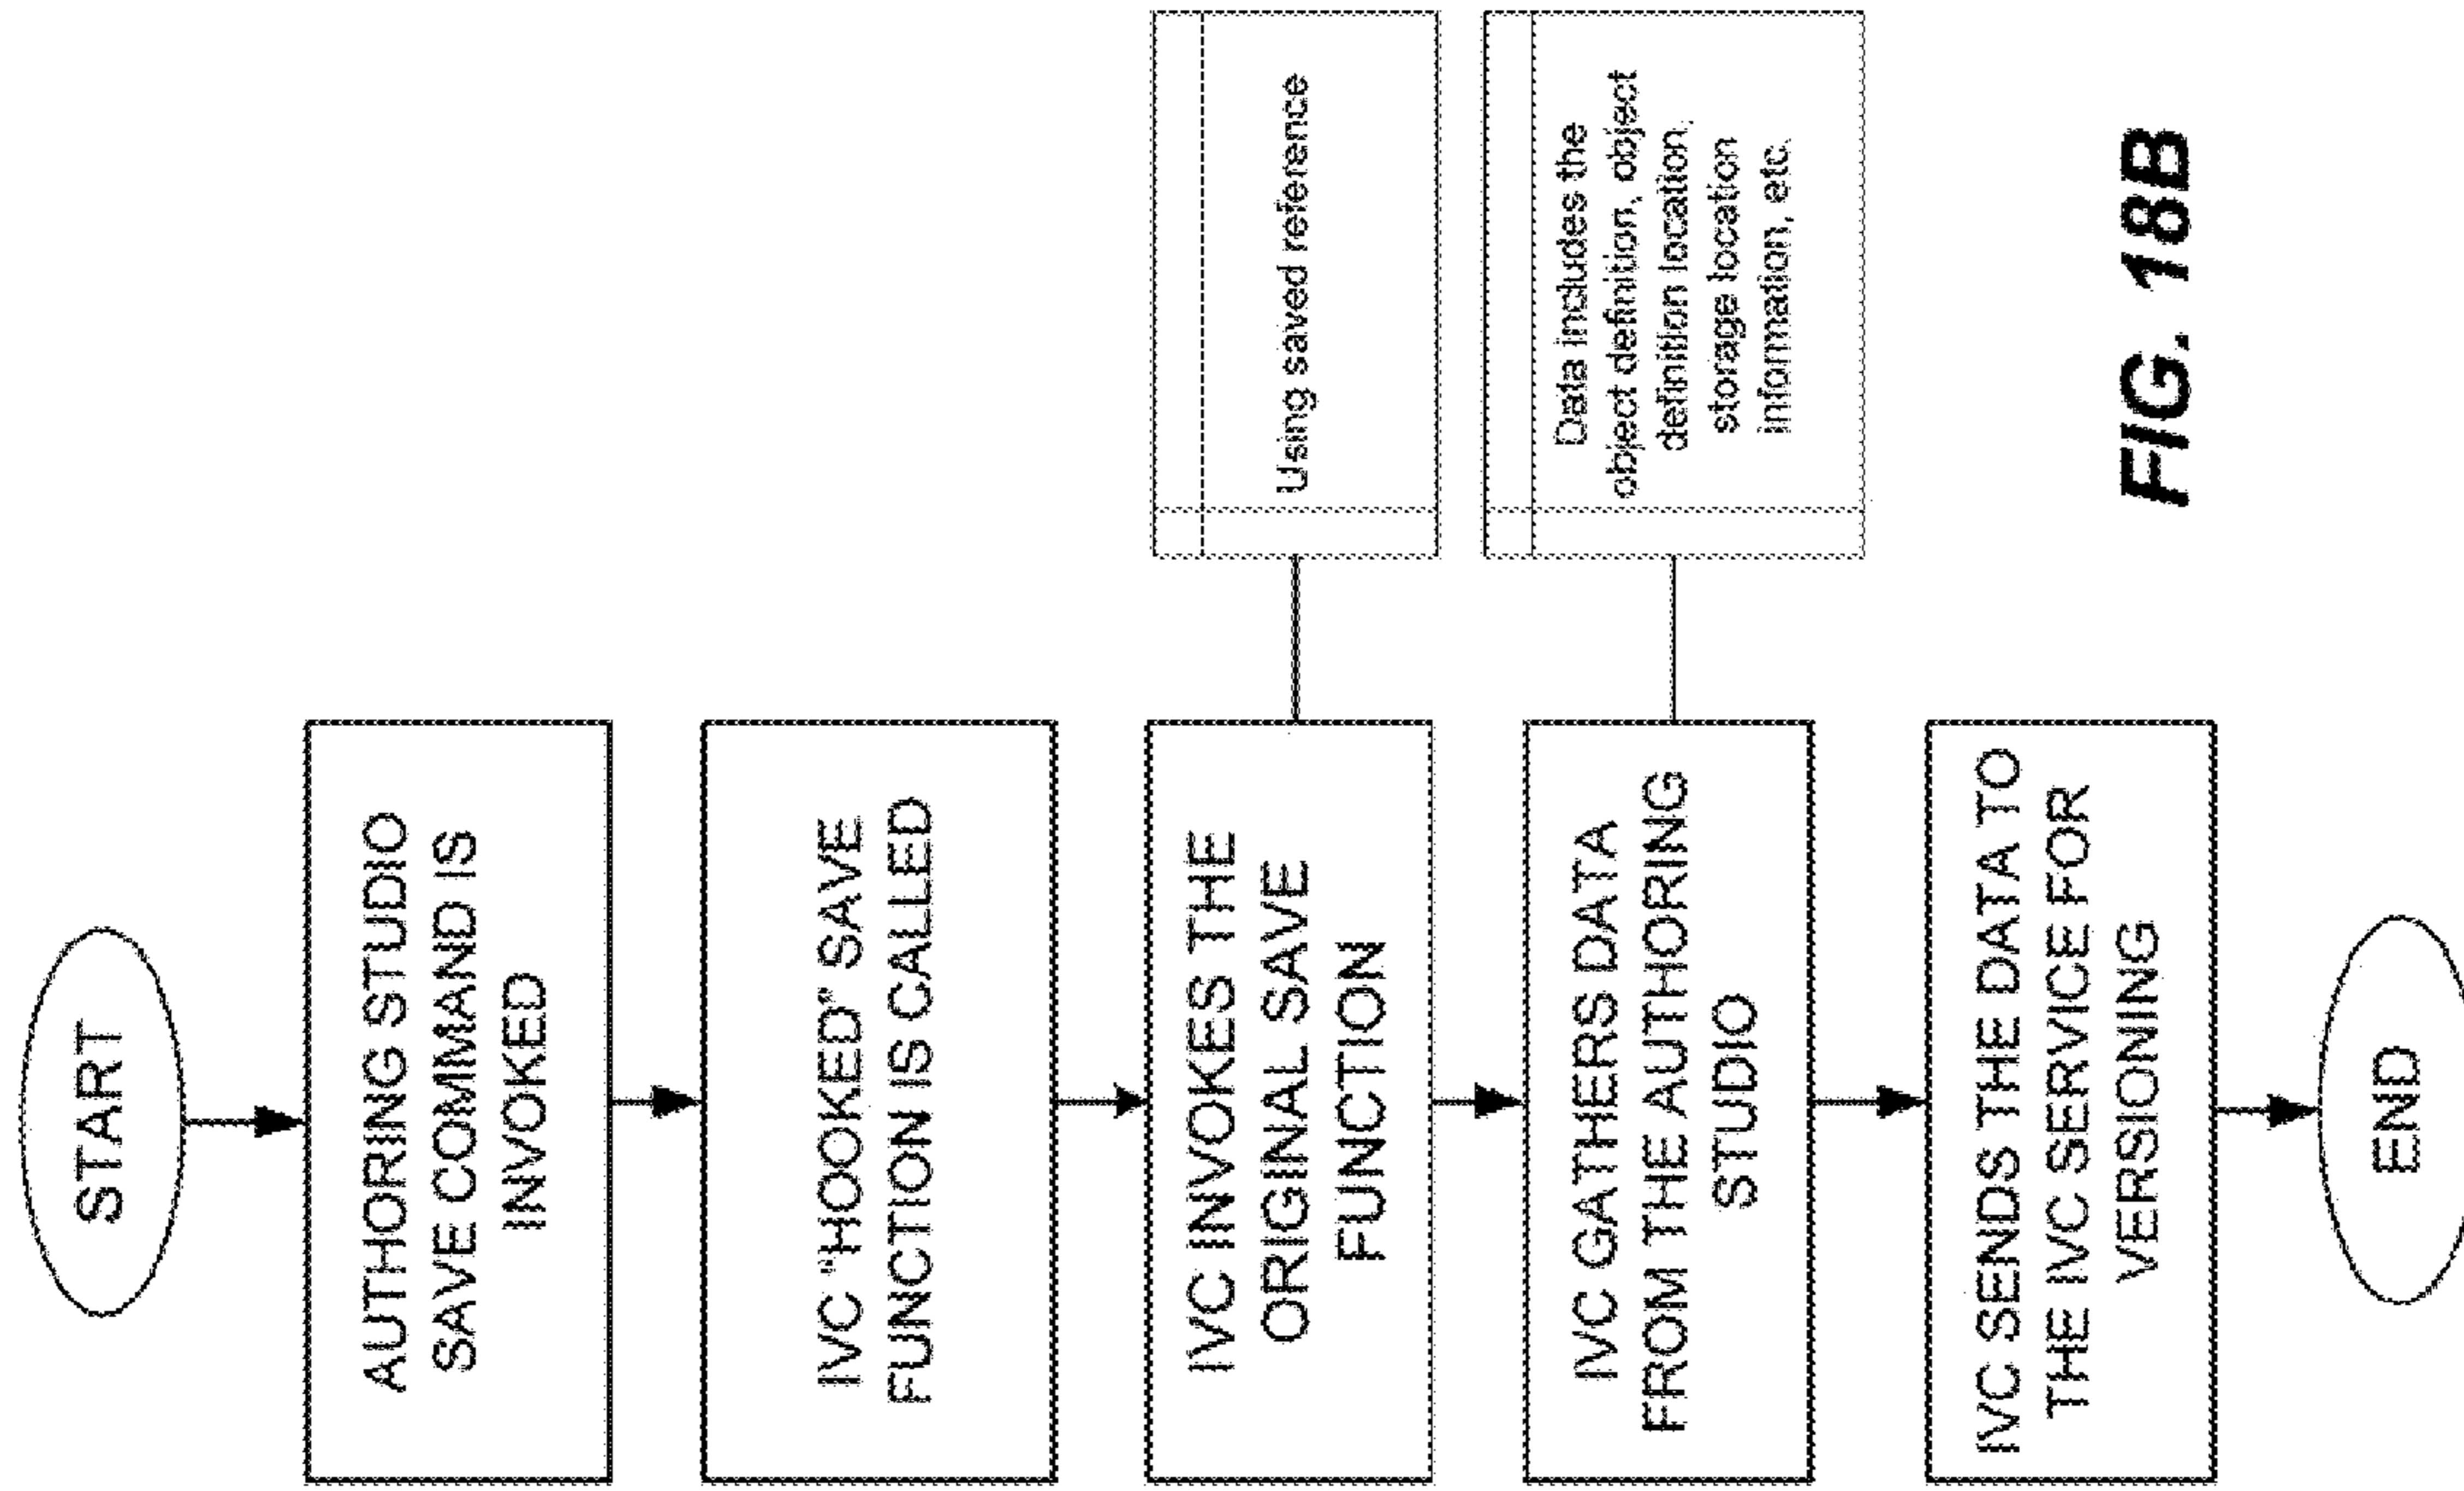 START
AUTHORING STUDIO
SAVE COMMAND IS
INVOKED
IVC "HOOKED" SAVE
FUNCTION IS CALLED
IVC INVOKES THE
ORIGINAL SAVE
FUNCTION
Using saved reference
IVC GATHERS DATA
FROM THE AUTHORING
STUDIO
Data includes the
object definition, object
definition location,
storage location
information, etc.
IVC SENDS THE DATA TO
THE IVC SERVICE FOR
VERSIONING
END
FIG. 18B